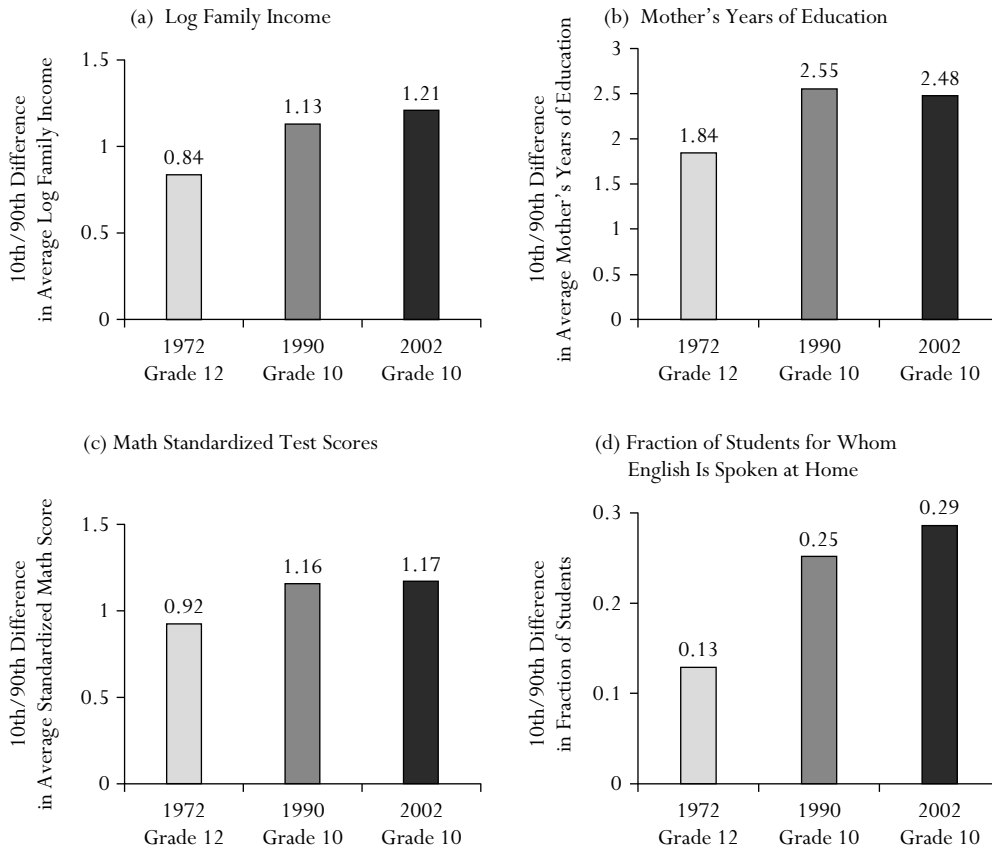 (a) Log Family Income
10th/90th Difference
in Average Log Family Income
1.5
1
0.5
0
0.84
1.13
1.21
1972
Grade 12
1990
Grade 10
2002
Grade 10
(b) Mother's Years of Education
10th/90th Difference
in Average Mother's Years of Education
3
2.5
2
1.5
1
0.5
0
1.84
2.55
2.48
1972
Grade 12
1990
Grade 10
2002
Grade 10
(c) Math Standardized Test Scores
10th/90th Difference
in Average Standardized Math Score
1.5
1
0.5
0
0.92
1.16
1.17
1972
Grade 12
1990
Grade 10
2002
Grade 10
(d) Fraction of Students for Whom
English Is Spoken at Home
10th/90th Difference
in Fraction of Students
0.3
0.2
0.1
0
0.13
0.25
0.29
1972
Grade 12
1990
Grade 10
2002
Grade 10